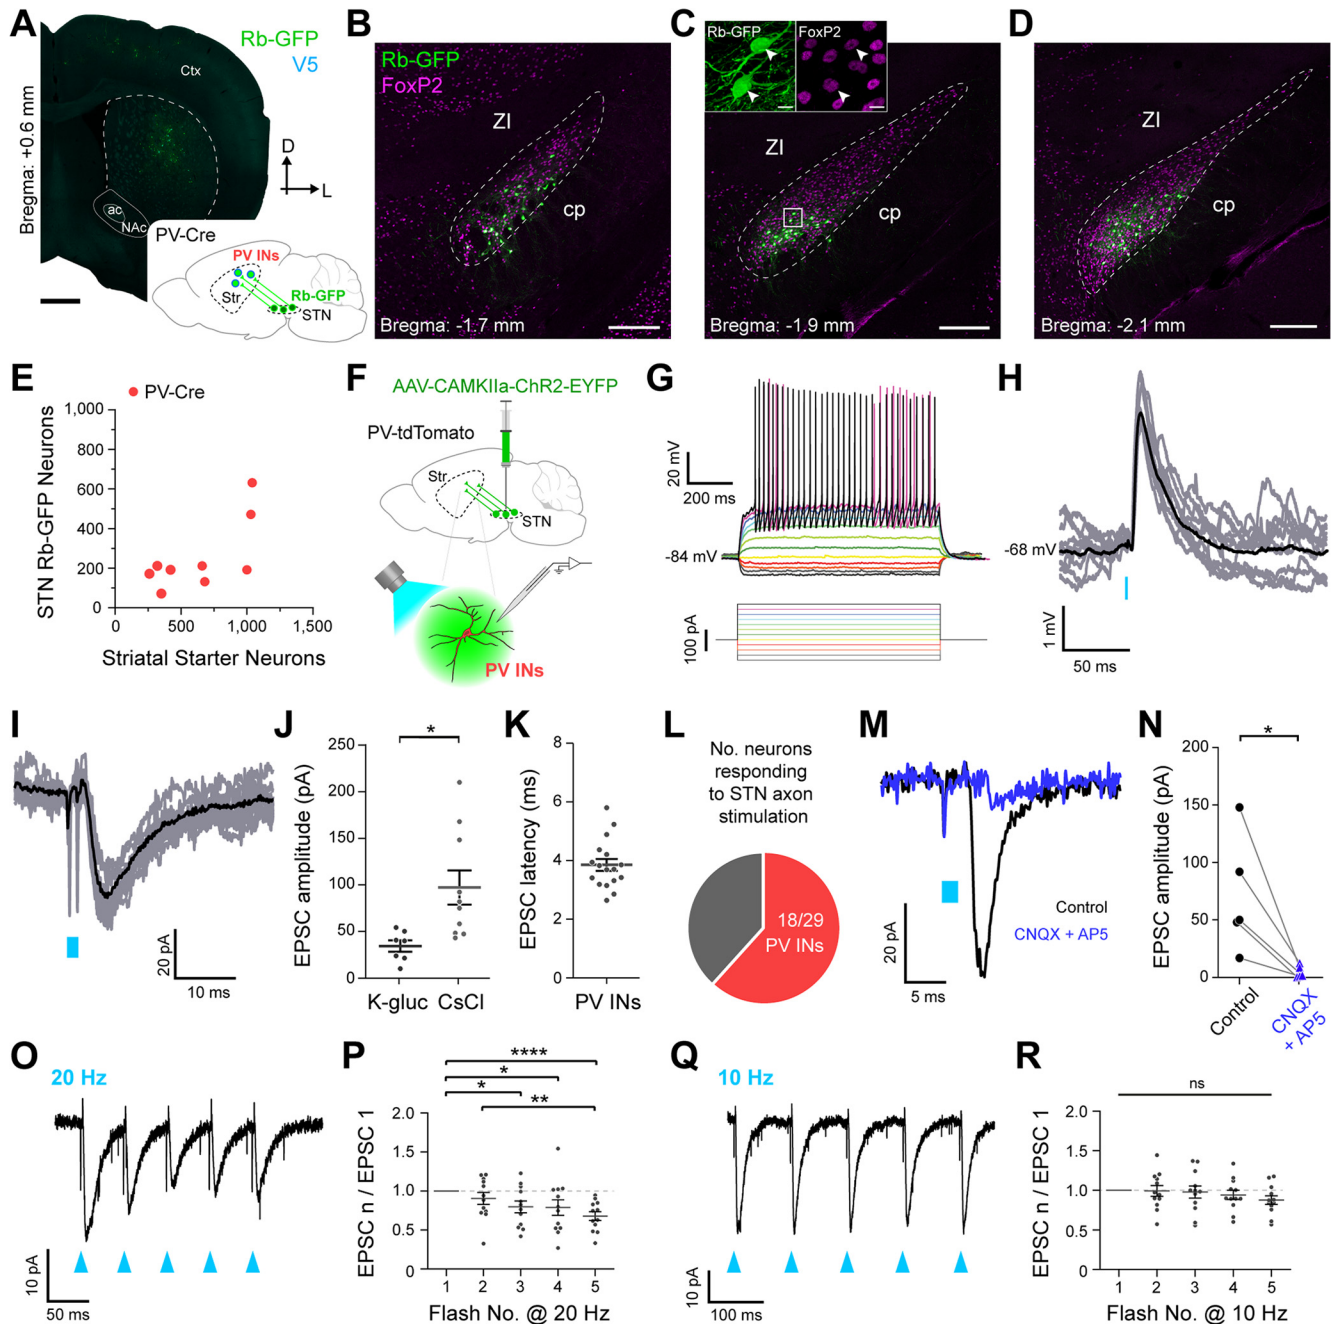 A
Rb-GFP
V5
Ctx
Bregma: +0.6 mm
D
L
ac
NAc
PV-Cre
PV INs
Str
Rb-GFP
STN
B
Rb-GFP
FoxP2
ZI
cp
Bregma: -1.7 mm
C
Rb-GFP
FoxP2
ZI
cp
Bregma: -1.9 mm
D
ZI
cp
Bregma: -2.1 mm
E
PV-Cre
STN Rb-GFP Neurons
1,000
800
600
400
200
0
0
500
1,000
1,500
Striatal Starter Neurons
F
AAV-CAMKIIa-ChR2-EYFP
PV-tdTomato
Str
STN
PV INs
G
20 mV
200 ms
-84 mV
100 pA
H
-68 mV
1 mV
50 ms
I
20 pA
10 ms
J
*
EPSC amplitude (pA)
250
200
150
100
50
0
K-gluc CsCl
K
EPSC latency (ms)
8
6
4
2
0
PV INs
L
No. neurons
responding
to STN axon
stimulation
18/29
PV INs
M
20 pA
5 ms
Control
CNQX + AP5
N
*
EPSC amplitude (pA)
200
150
100
50
0
Control
CNQX
+ AP5
O
20 Hz
10 pA
50 ms
P
****
*
*
**
EPSC n / EPSC 1
2.0
1.5
1.0
0.5
0
1 2 3 4 5
Flash No. @ 20 Hz
Q
10 Hz
10 pA
100 ms
R
ns
EPSC n / EPSC 1
2.0
1.5
1.0
0.5
0
1 2 3 4 5
Flash No. @ 10 Hz